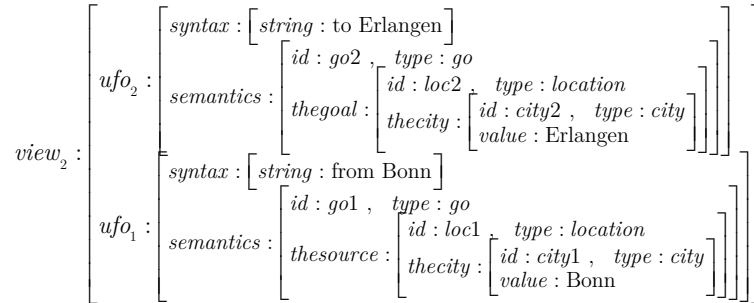 syntax : [string : to Erlangen]
id : go2 , type : go
ufo2 :
id : loc2 , type : location
semantics :
thegoal :
thecity :
id : city2 , type : city
value : Erlangen
view2 :
syntax : [string : from Bonn]
id : go1 , type : go
ufo1 :
id : loc1 , type : location
semantics :
thesource :
thecity :
id : city1 , type : city
value : Bonn